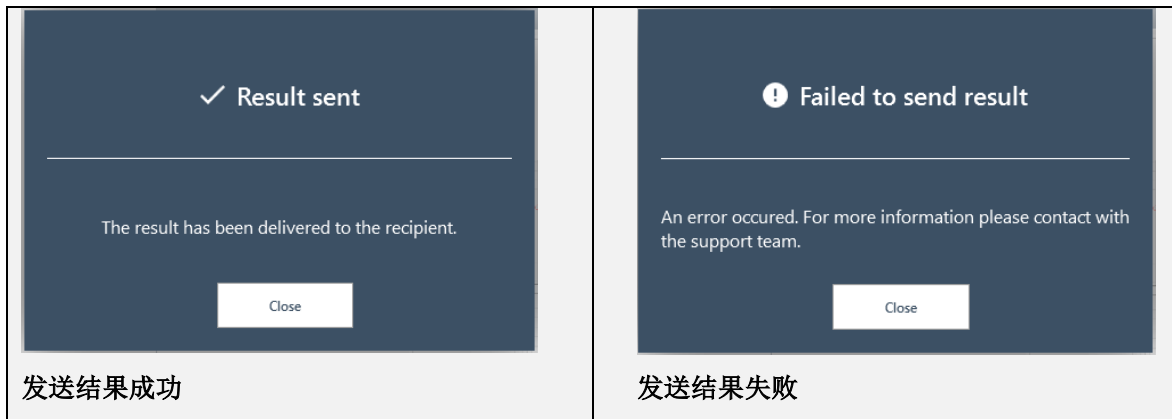 Result sent
The result has been delivered to the recipient.
Close
发送结果成功
Failed to send result
An error occured. For more information please contact with
the support team.
Close
发送结果失败